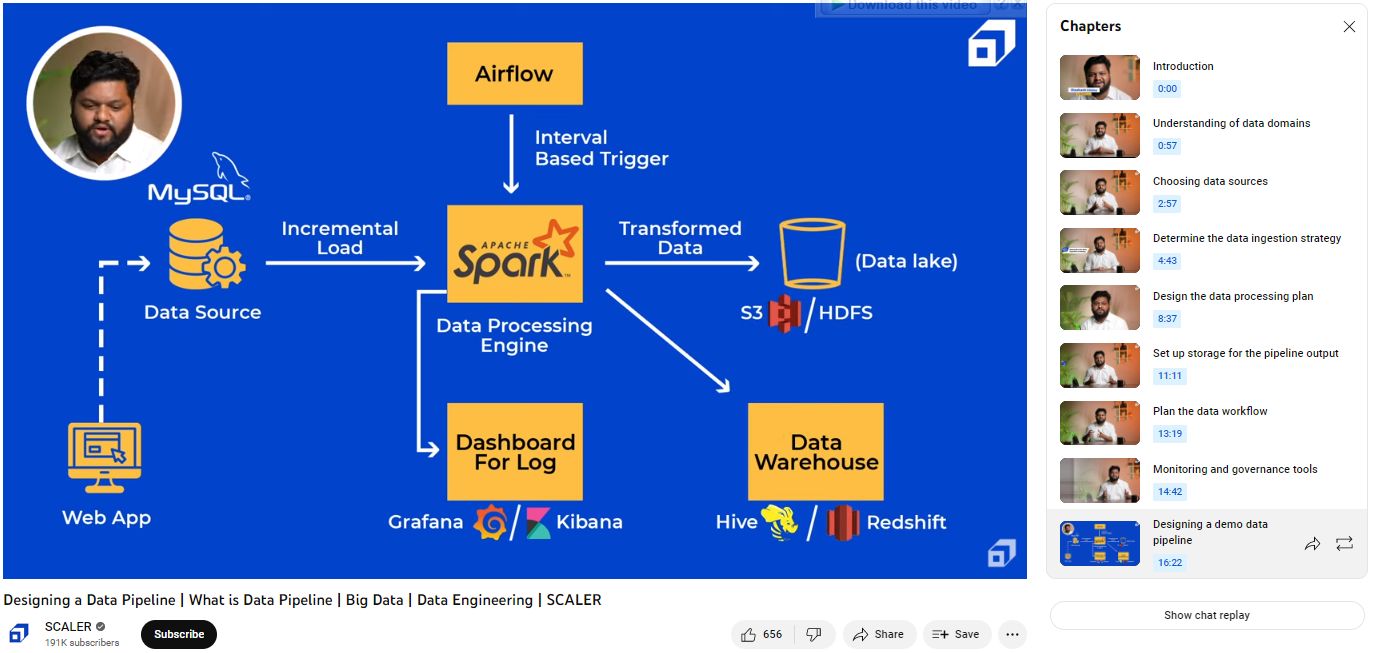 Download this video
Airflow
Interval
Based Trigger
MySQL®
Incremental
Load
APACHE
Spark™
Transformed
Data
(Data lake)
Data Source
Data Processing
Engine
S3 / HDFS
Dashboard
For Log
Data
Warehouse
Web App
Grafana / Kibana
Hive / Redshift
Designing a Data Pipeline | What is Data Pipeline | Big Data | Data Engineering | SCALER
SCALER
191K subscribers
Subscribe
656
Share
Save
Chapters
Introduction
0:00
Understanding of data domains
0:57
Choosing data sources
2:57
Determine the data ingestion strategy
4:43
Design the data processing plan
8:37
Set up storage for the pipeline output
11:11
Plan the data workflow
13:19
Monitoring and governance tools
14:42
Designing a demo data
pipeline
16:22
Show chat replay